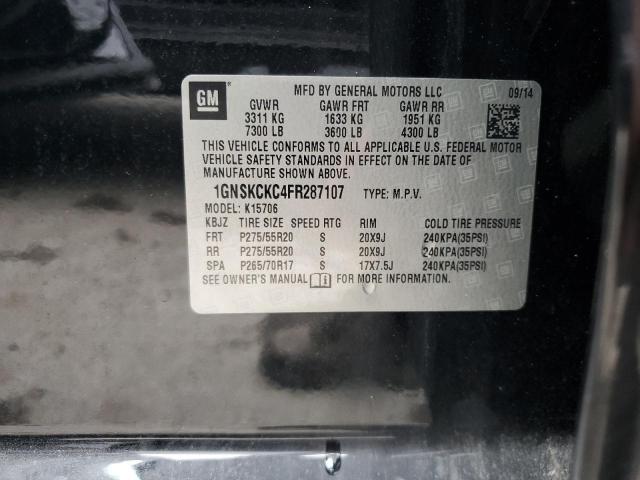 GM
MFD BY GENERAL MOTORS LLC 09/14
GVWR GAWR FRT GAWR RR
3311 KG 1633 KG 1951 KG
7300 LB 3600 LB 4300 LB
THIS VEHICLE CONFORMS TO ALL APPLICABLE U.S. FEDERAL MOTOR
VEHICLE SAFETY STANDARDS IN EFFECT ON THE DATE OF
MANUFACTURE SHOWN ABOVE.
1GNSKCKC4FR287107 TYPE: M.P.V.
MODEL: K15706
KBJZ TIRE SIZE SPEED RTG RIM COLD TIRE PRESSURE
FRT P275/55R20 S 20X9J 240KPA(35PSI)
RR P275/55R20 S 20X9J 240KPA(35PSI)
SPA P265/70R17 S 17X7.5J 240KPA(35PSI)
SEE OWNER'S MANUAL FOR MORE INFORMATION.